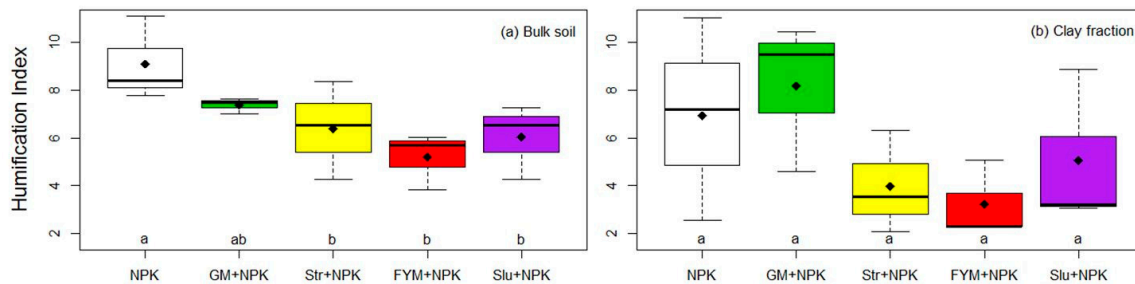 Humification Index
(a) Bulk soil
10
8
6
4
2
a ab b b b
NPK GM+NPK Str+NPK FYM+NPK Slu+NPK
(b) Clay fraction
10
8
6
4
2
a a a a a
NPK GM+NPK Str+NPK FYM+NPK Slu+NPK